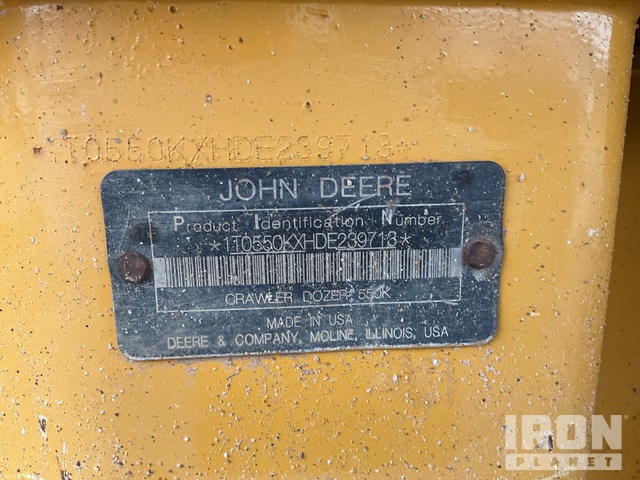 1T0550KXHDE239713*
JOHN DEERE
Product Identification Number
*1T0550KXHDE239713*
CRAWLER DOZER 550K
MADE IN USA
DEERE & COMPANY, MOLINE, ILLINOIS, USA
IRON
PLANET